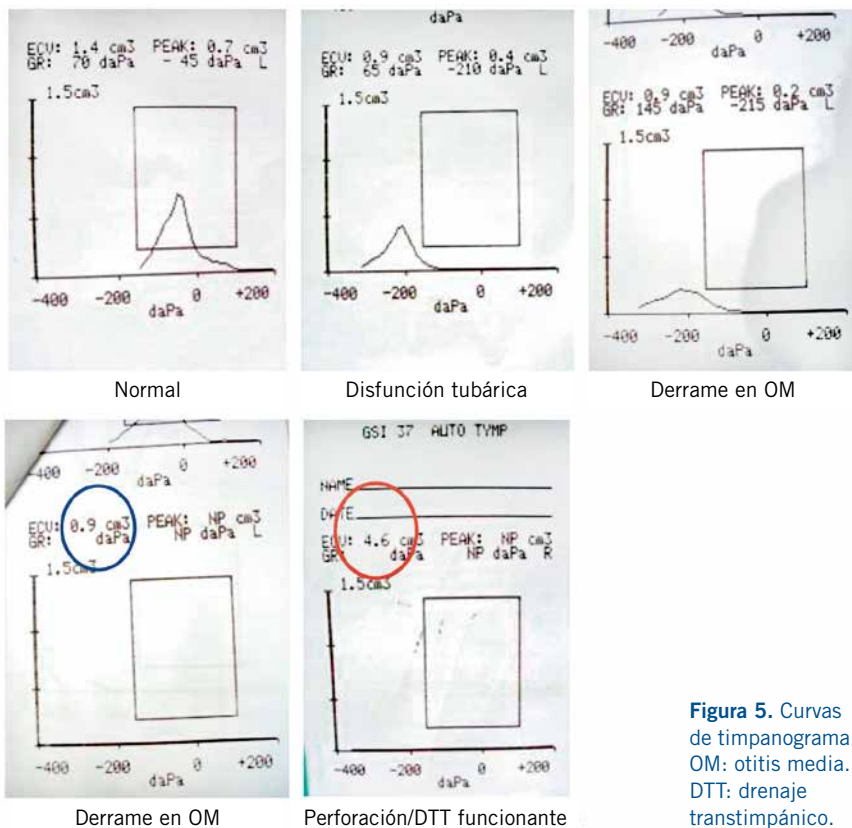 ECV: 1.4 cm3 PEAK: 0.7 cm3
GR: 70 daPa - 45 daPa L
1.5cm3
-400 -200 0 +200
daPa
Normal
daPa
ECV: 0.9 cm3 PEAK: 0.4 cm3
GR: 65 daPa -210 daPa L
1.5cm3
-400 -200 0 +200
daPa
Disfunción tubárica
-400 -200 0 +200
daPa
ECV: 0.9 cm3 PEAK: 0.2 cm3
GR: 145 daPa -215 daPa L
1.5cm3
-400 -200 0 +200
daPa
Derrame en OM
-400 -200 0 +200
daPa
ECV: 0.9 cm3 PEAK: NP cm3
GR: daPa NP daPa L
1.5cm3
-400 -200 0 +200
daPa
Derrame en OM
GSI 37 AUTO TYMP
NAME
DATE
ECV: 4.6 cm3 PEAK: NP cm3
GR: daPa NP daPa R
1.5cm3
-400 -200 0 +200
daPa
Perforación/DTT funcionante
Figura 5. Curvas
de timpanograma
OM: otitis media.
DTT: drenaje
transtimpánico.